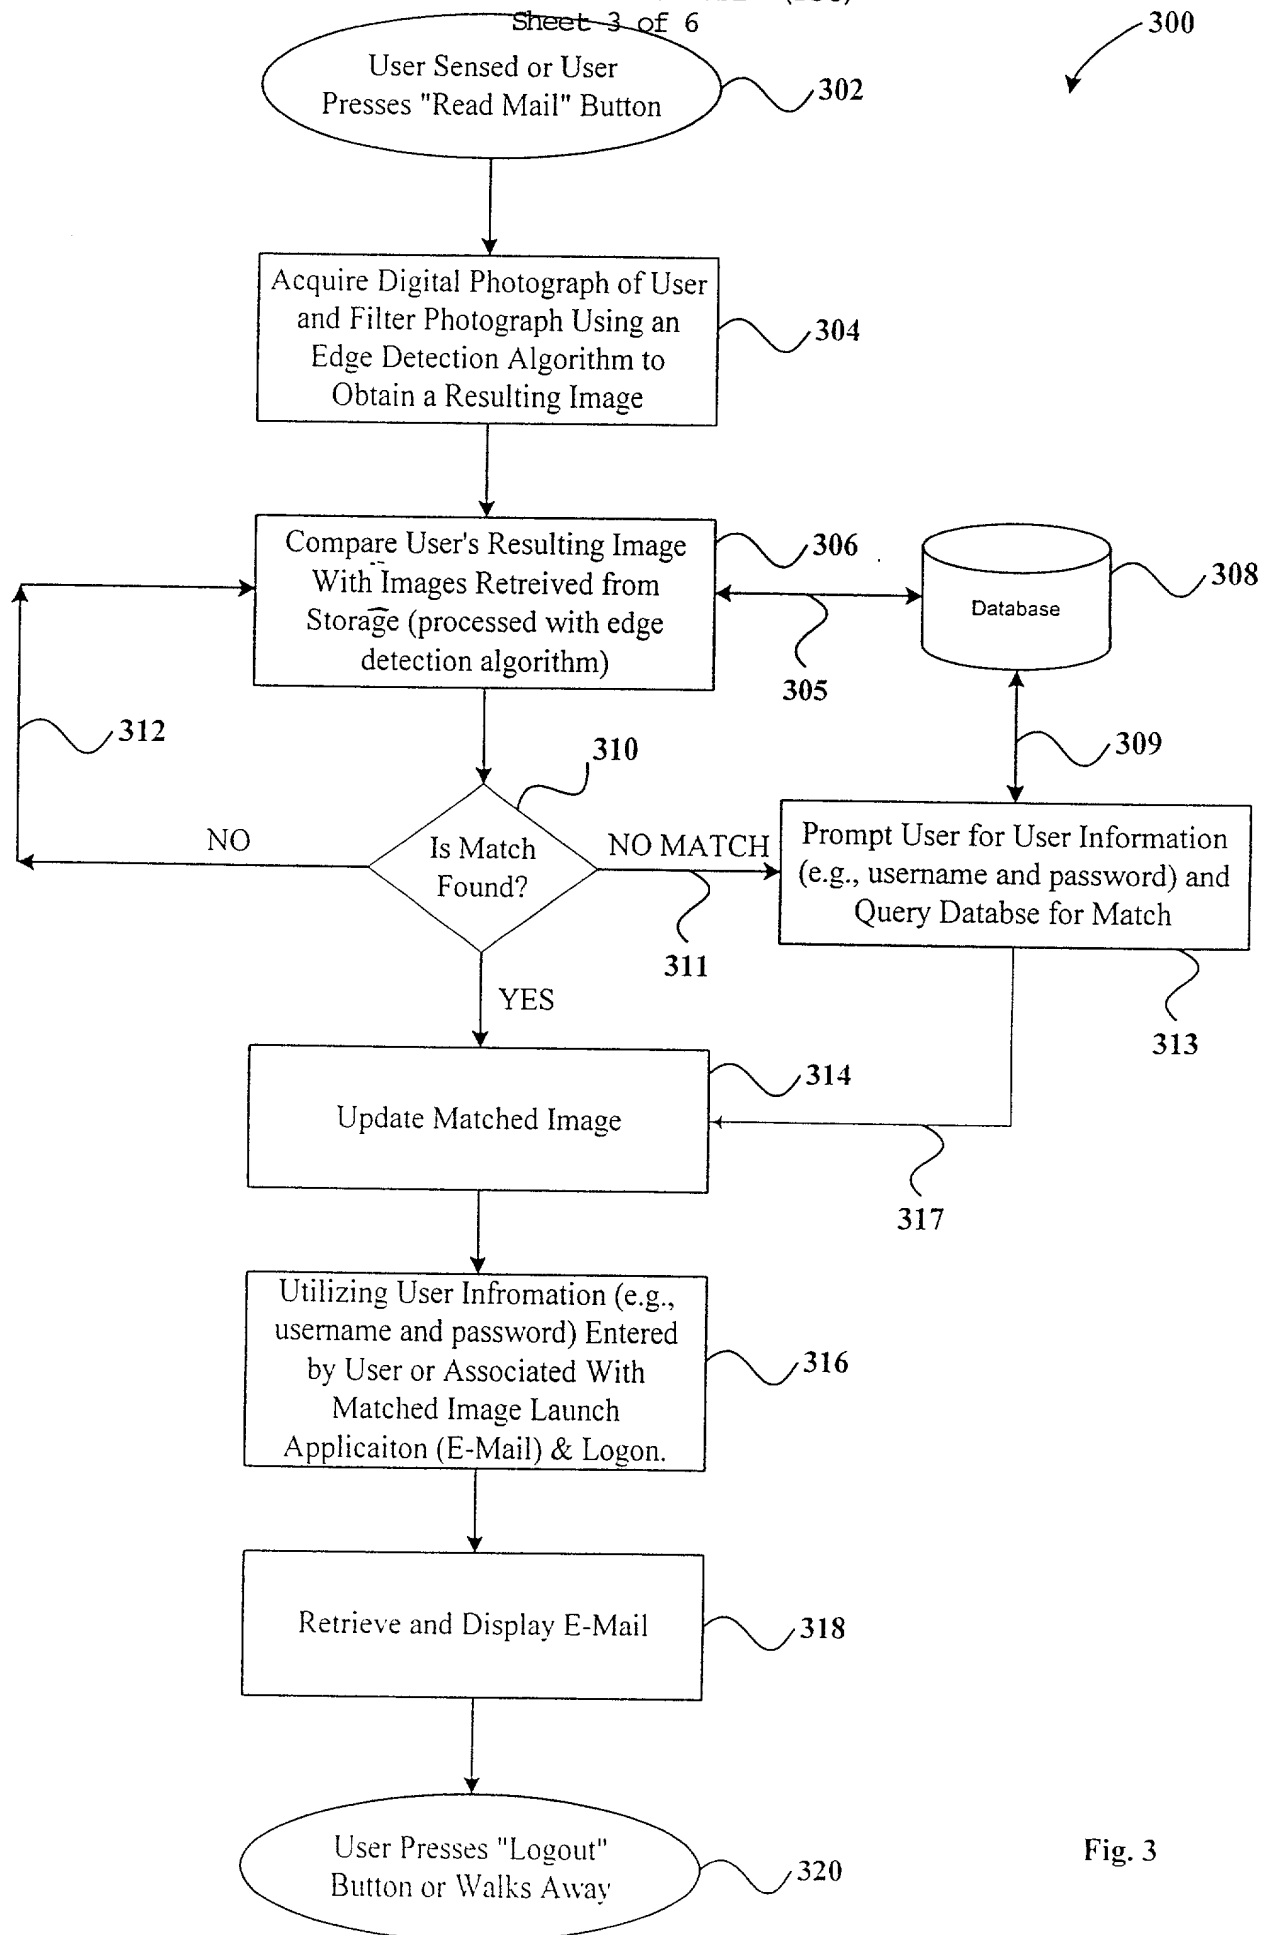 Sheet 3 of 6
300
User Sensed or User
Presses "Read Mail" Button
302
Acquire Digital Photograph of User
and Filter Photograph Using an
Edge Detection Algorithm to
Obtain a Resulting Image
304
Compare User's Resulting Image
With Images Retreived from
Storage (processed with edge
detection algorithm)
306
305
Database
308
309
312
310
NO
Is Match
Found?
NO MATCH
311
Prompt User for User Information
(e.g., username and password) and
Query Databse for Match
313
YES
Update Matched Image
314
317
Utilizing User Infromation (e.g.,
username and password) Entered
by User or Associated With
Matched Image Launch
Applicaiton (E-Mail) & Logon.
316
Retrieve and Display E-Mail
318
User Presses "Logout"
Button or Walks Away
320
Fig. 3